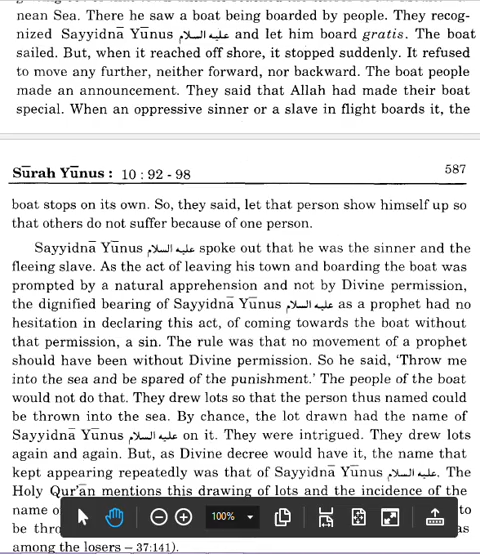 nean Sea. There he saw a boat being boarded by people. They recog-
nized Sayyidnā Yūnus عليه السلام and let him board gratis. The boat
sailed. But, when it reached off shore, it stopped suddenly. It refused
to move any further, neither forward, nor backward. The boat people
made an announcement. They said that Allah had made their boat
special. When an oppressive sinner or a slave in flight boards it, the
Sūrah Yūnus : 10 : 92 - 98
587
boat stops on its own. So, they said, let that person show himself up so
that others do not suffer because of one person.
Sayyidnā Yūnus عليه السلام spoke out that he was the sinner and the
fleeing slave. As the act of leaving his town and boarding the boat was
prompted by a natural apprehension and not by Divine permission,
the dignified bearing of Sayyidnā Yūnus عليه السلام as a prophet had no
hesitation in declaring this act, of coming towards the boat without
that permission, a sin. The rule was that no movement of a prophet
should have been without Divine permission. So he said, 'Throw me
into the sea and be spared of the punishment.' The people of the boat
would not do that. They drew lots so that the person thus named could
be thrown into the sea. By chance, the lot drawn had the name of
Sayyidnā Yūnus عليه السلام on it. They were intrigued. They drew lots
again and again. But, as Divine decree would have it, the name that
kept appearing repeatedly was that of Sayyidnā Yūnus عليه السلام. The
Holy Qur'ān mentions this drawing of lots and the incidence of the
name o to
be thro as
100%
among the losers – 37:141).